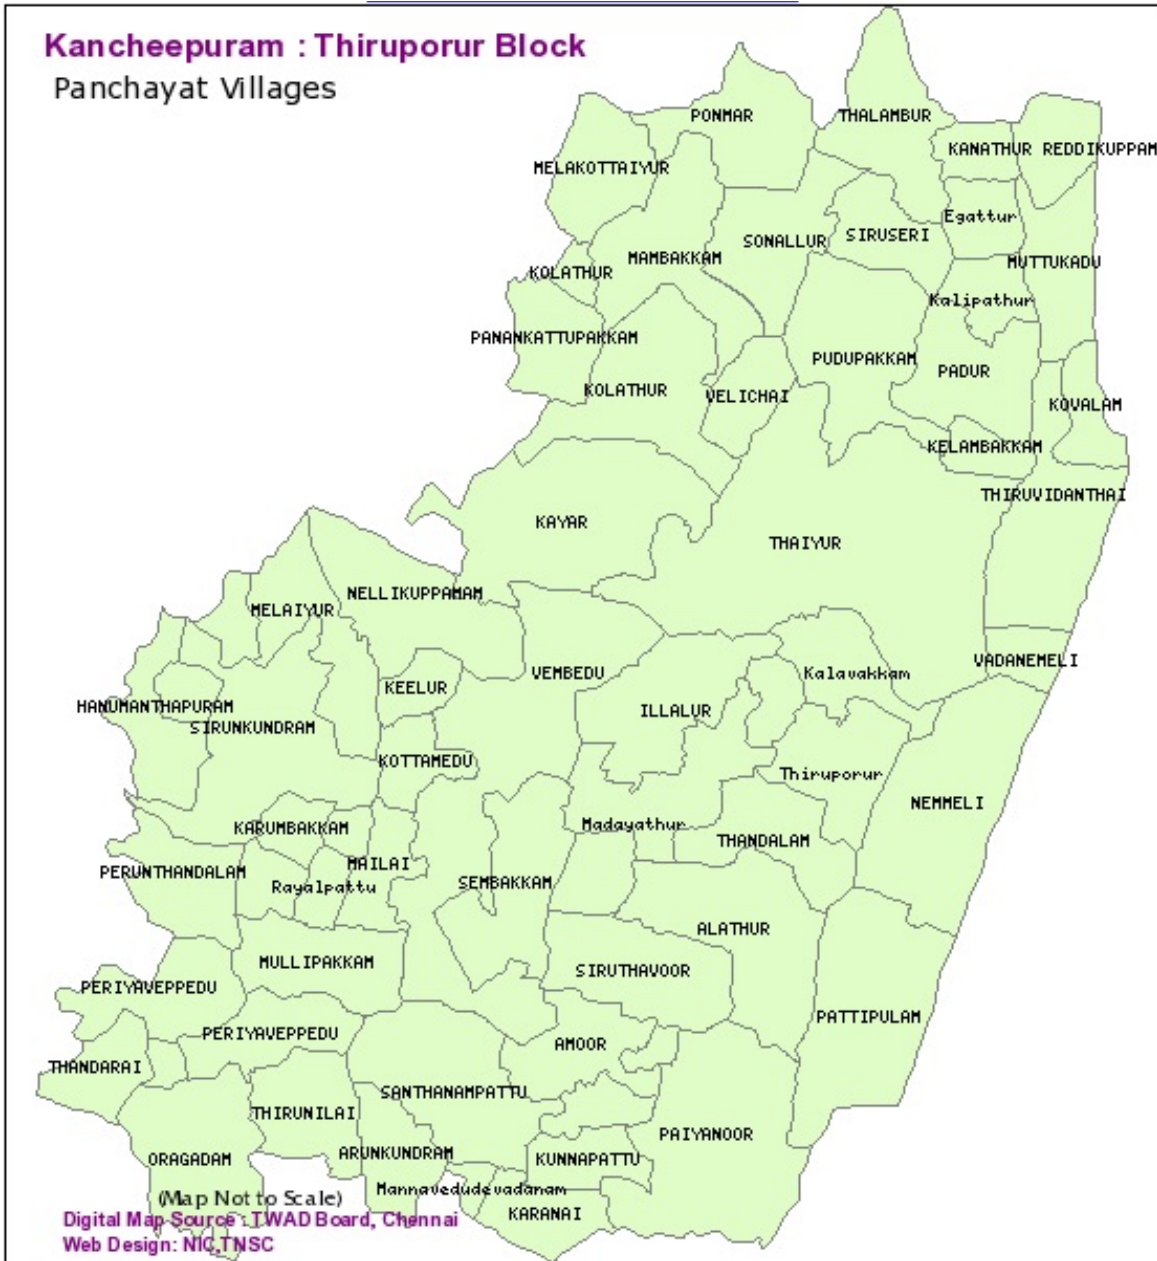 Kancheepuram : Thiruporur Block
Panchayat Villages
PONMAR
THALAMBUR
KANATHUR REDDIKUPPAM
MELAKOTTAIYUR
Egattur
SONALLUR
SIRUSERI
MAMBAKKAM
MUTTUKADU
KOLATHUR
Kalipathur
PANANKATTUPAKKAM
PUDUPAKKAM
PADUR
KOLATHUR
VELICHAI
KOVALAM
KELAMBAKKAM
THIRUVIDANTHAI
KAYAR
THAIYUR
NELLIKUPPAMAM
MELAIYUR
VADANEMELI
VEMBEDU
Kalavakkam
KEELUR
HANUMANTHAPURAM
ILLALUR
SIRUNKUNDRAM
KOTTAMEDU
Thiruporur
NEMMELI
KARUMBAKKAM
Madayathur
THANDALAM
MAILAI
PERUNTHANDALAM
Rayalpattu
SEMBAKKAM
ALATHUR
MULLIPAKKAM
SIRUTHAVOOR
PERIYAVEPPEDU
PATTIPULAM
PERIYAVEPPEDU
AMOOR
THANDARAI
SANTHANAMPATTU
THIRUNILAI
PAIYANOOR
ARUNKUNDRAM
ORAGADAM
KUNNAPATTU
Mannavedudevadanam
KARANAI
(Map Not to Scale)
Digital Map Source : TWAD Board, Chennai
Web Design: NIC,TNSC